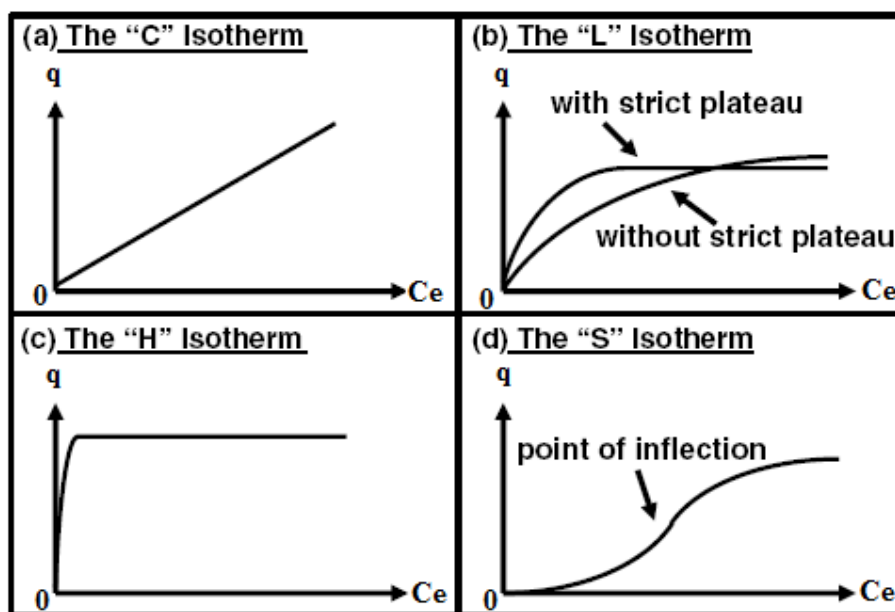 (a) The “C” Isotherm
q
0
Ce
(b) The “L” Isotherm
q
with strict plateau
without strict plateau
0
Ce
(c) The “H” Isotherm
q
0
Ce
(d) The “S” Isotherm
q
point of inflection
0
Ce